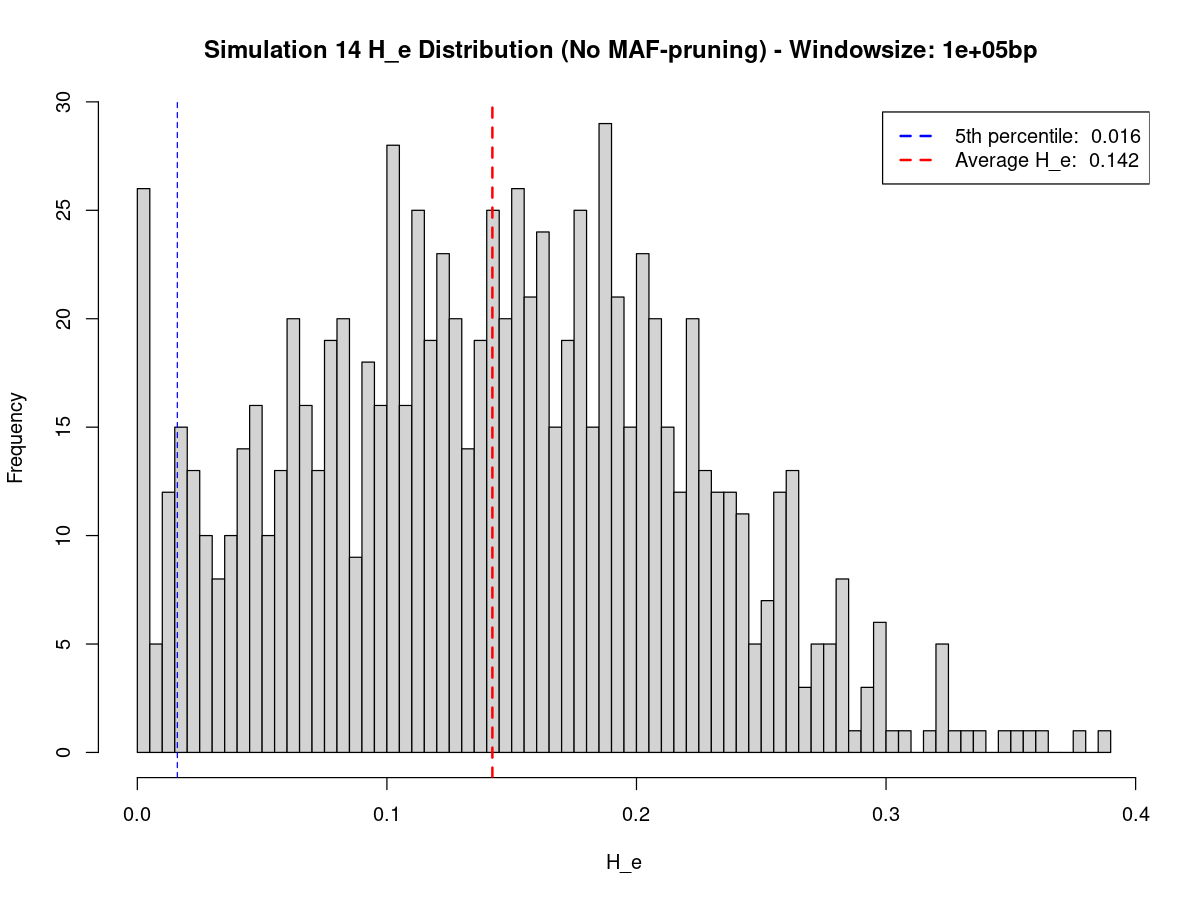 Simulation 14 H_e Distribution (No MAF-pruning) - Windowsize: 1e+05bp
5th percentile: 0.016
Average H_e: 0.142
Frequency
30
25
20
15
10
5
0
0.0 0.1 0.2 0.3 0.4
H_e